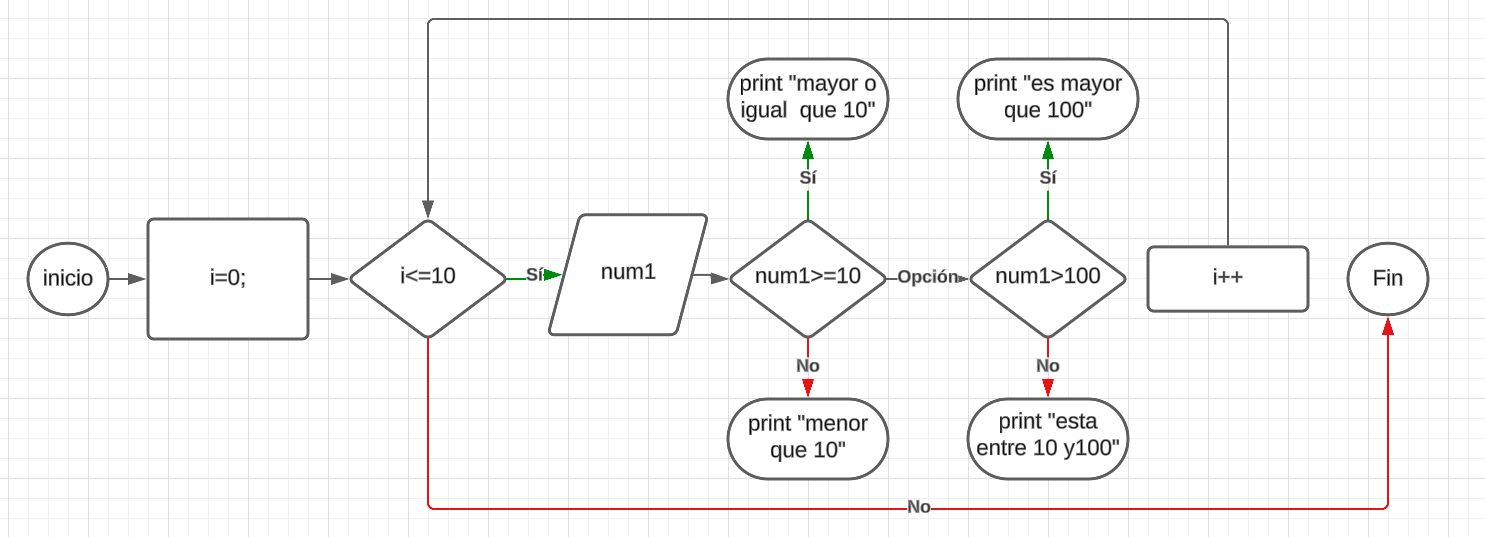 print "mayor o
igual  que 10"
print "es mayor
que 100"
Sí
Sí
inicio
i=0;
i<=10
Sí
num1
num1>=10
Opción
num1>100
i++
Fin
No
No
print "menor
que 10"
print "esta
entre 10 y100"
No